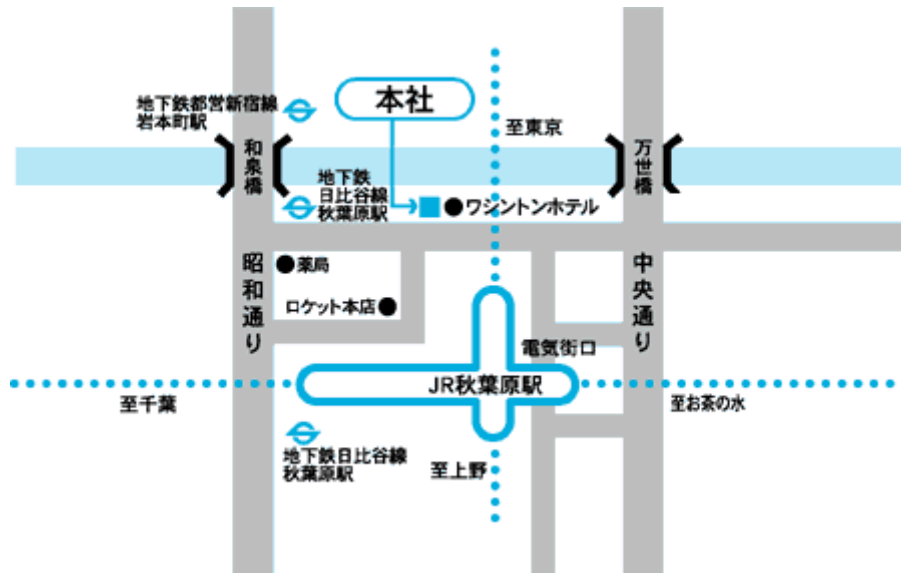 本社
地下鉄都営新宿線
岩本町駅
至東京
和泉橋
万世橋
地下鉄
日比谷線
秋葉原駅
ワシントンホテル
昭和通り
薬局
中央通り
ロケット本店
電気街口
JR秋葉原駅
至千葉
至お茶の水
地下鉄日比谷線
秋葉原駅
至上野